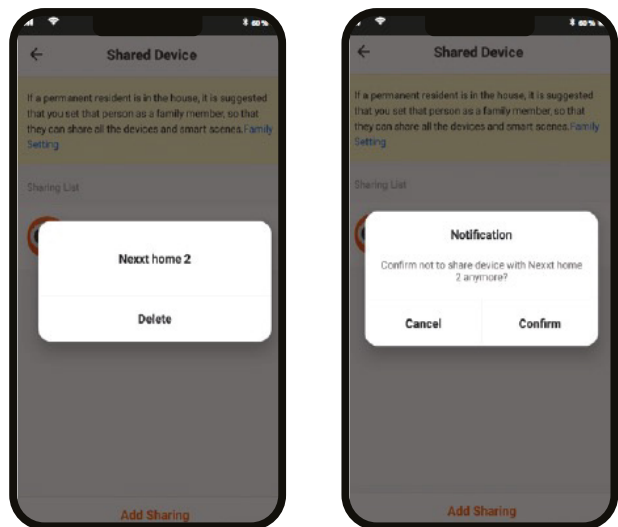 60%
Shared Device
If a permanent resident is in the house, it is suggested
that you set that person as a family member, so that
they can share all the devices and smart scenes.Family
Setting
Sharing List
Nexxt home 2
Delete
Add Sharing
60%
Shared Device
If a permanent resident is in the house, it is suggested
that you set that person as a family member, so that
they can share all the devices and smart scenes.Family
Setting
Sharing List
Notification
Confirm not to share device with Nexxt home
2 anymore?
Cancel Confirm
Add Sharing